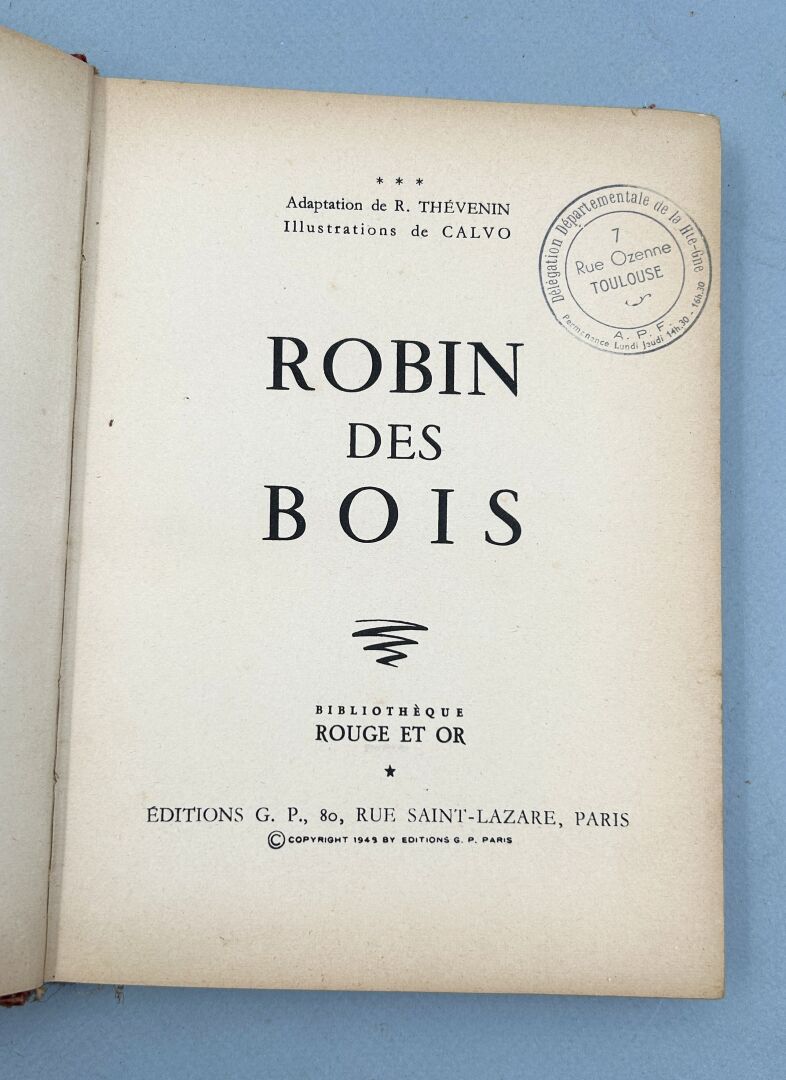 * * *
Adaptation de R. THÉVENIN
Illustrations de CALVO
Délégation Départementale de la Hte-Gne
7
Rue Ozenne
TOULOUSE
A. P. F.
Permanence Lundi Jeudi 14h.30 - 16h.30
ROBIN
DES
BOIS
BIBLIOTHÈQUE
ROUGE ET OR
★
ÉDITIONS G. P., 80, RUE SAINT-LAZARE, PARIS
© COPYRIGHT 1949 BY EDITIONS G. P. PARIS